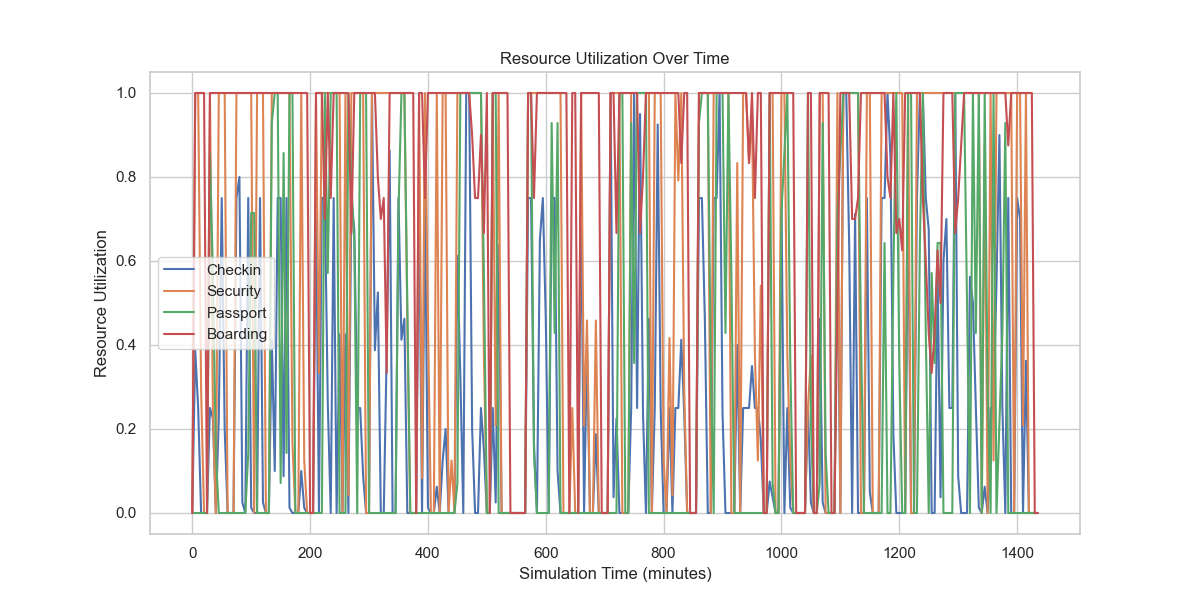 Resource Utilization Over Time
1.0
0.8
0.6
0.4
0.2
0.0
Resource Utilization
Checkin
Security
Passport
Boarding
0 200 400 600 800 1000 1200 1400
Simulation Time (minutes)